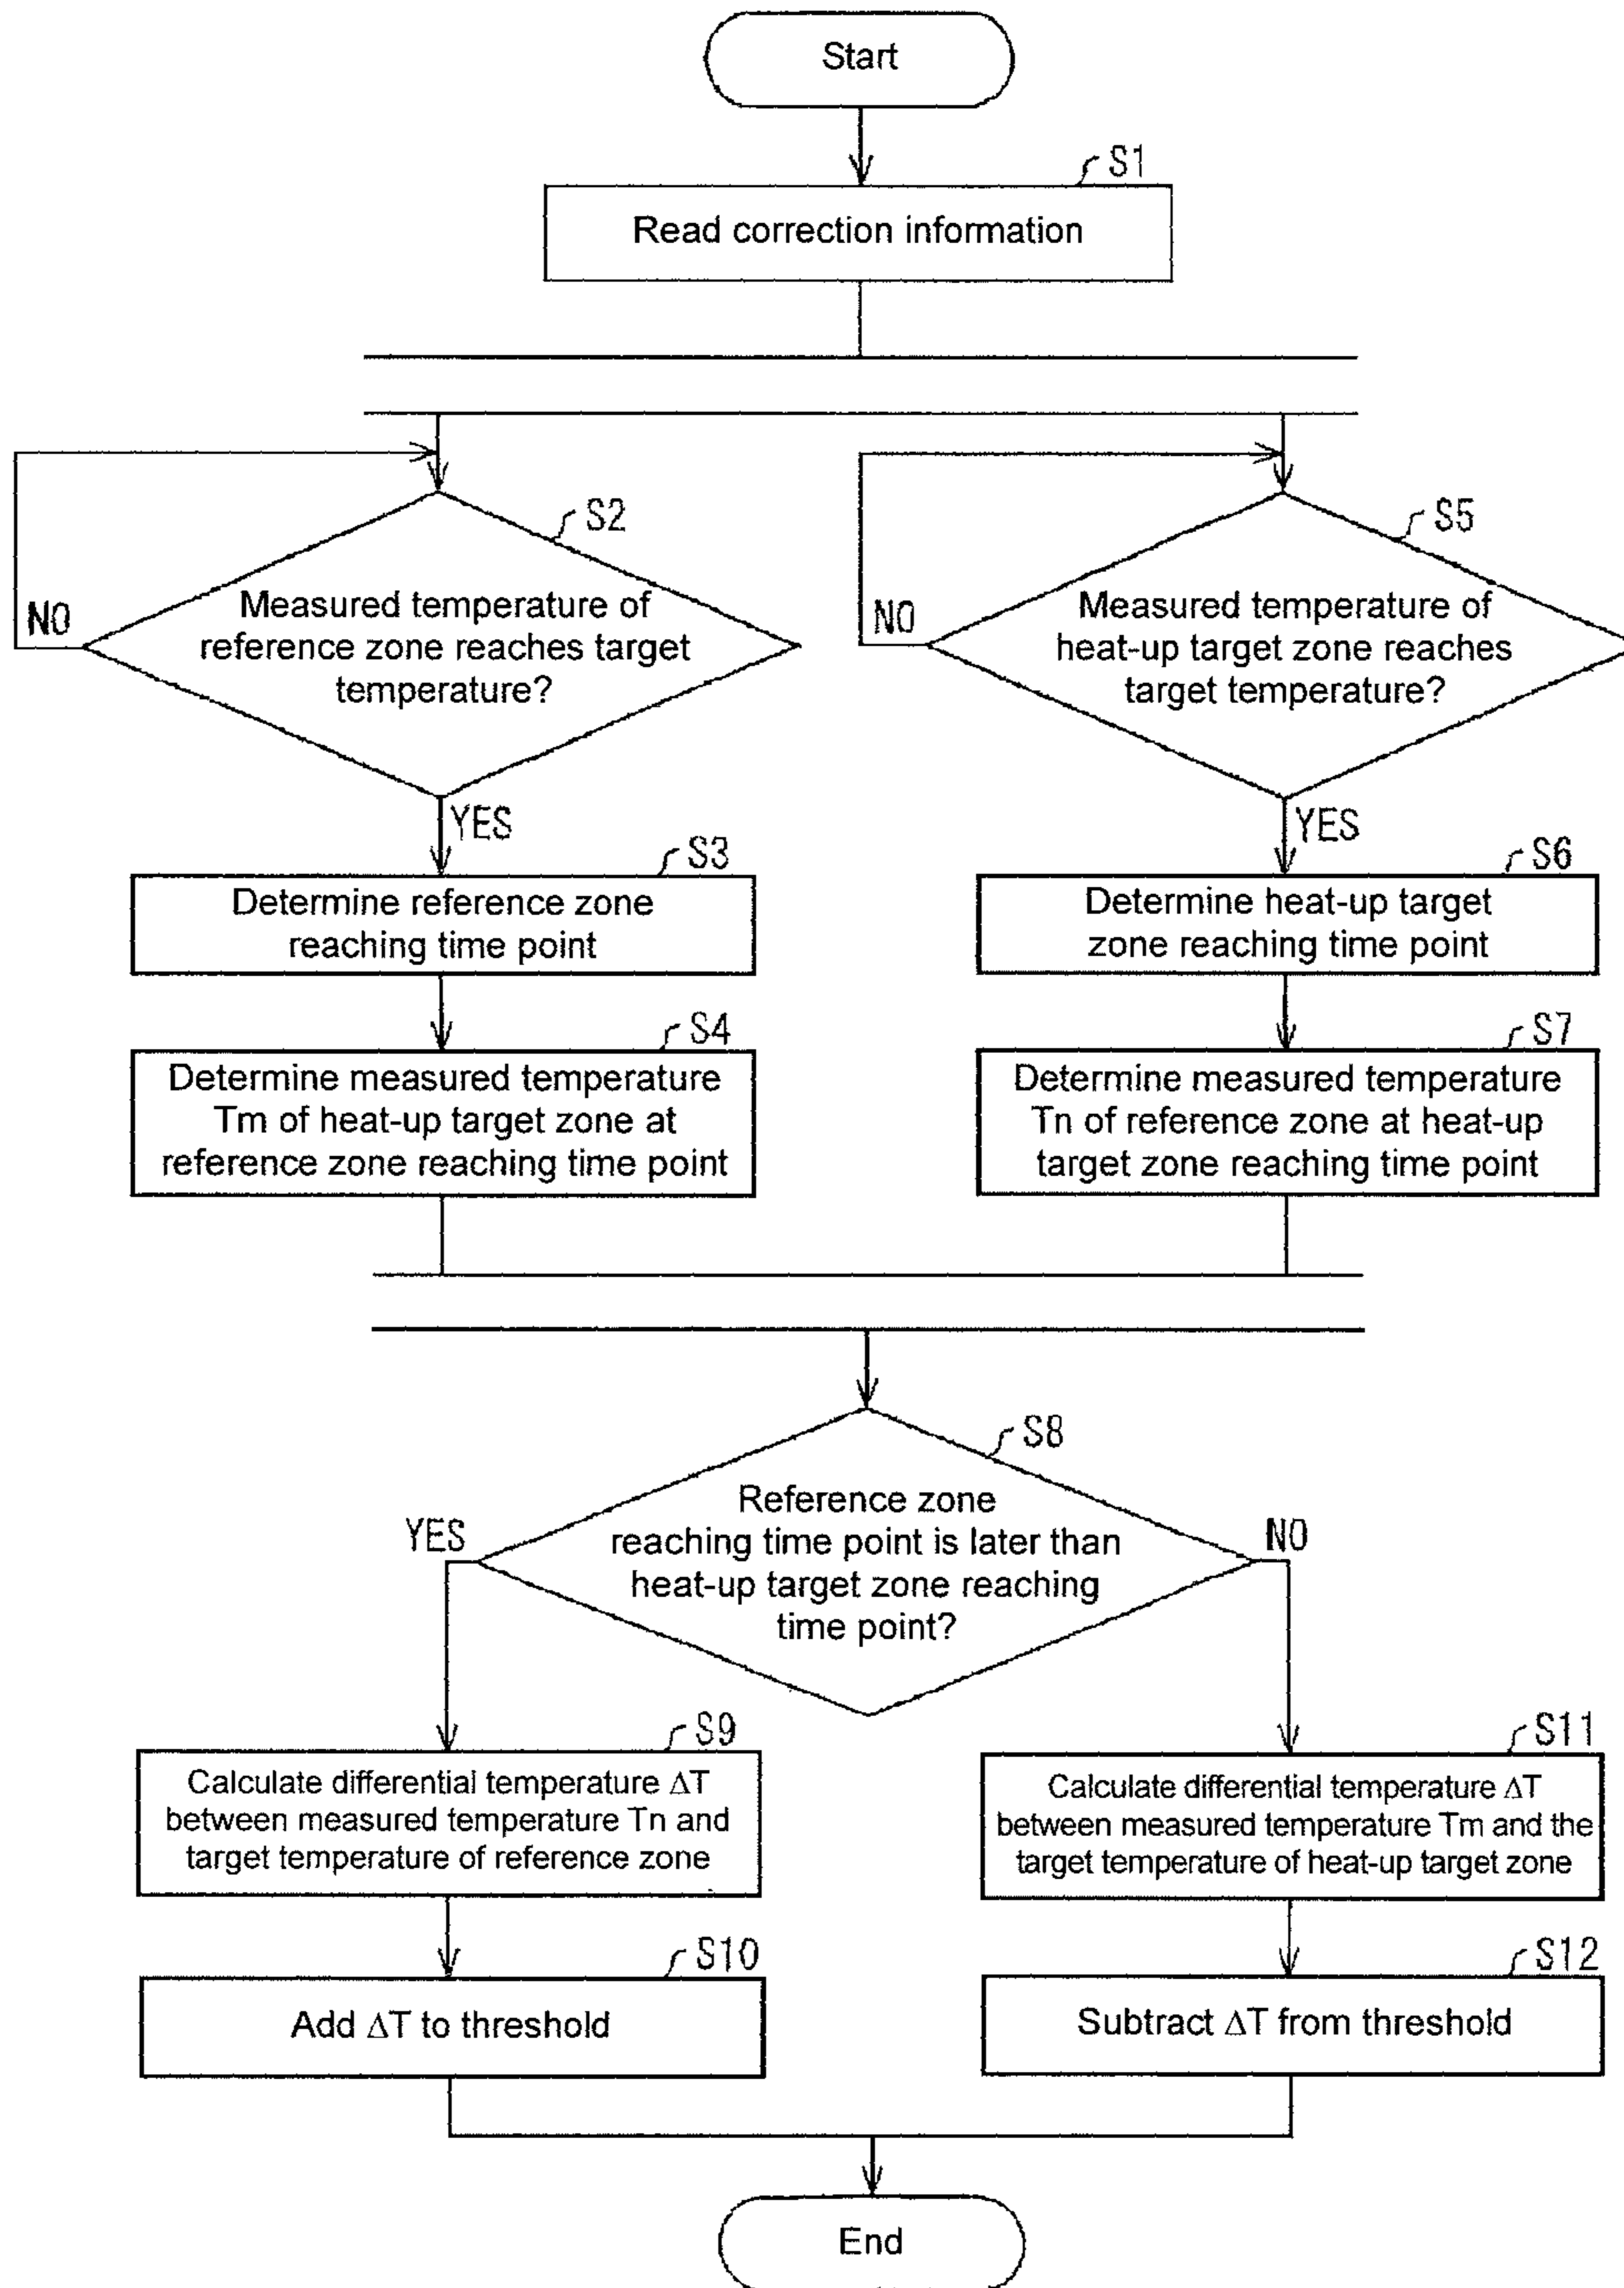 Start
S1
Read correction information
S2
Measured temperature of
reference zone reaches target
temperature?
NO
YES
S3
Determine reference zone
reaching time point
S4
Determine measured temperature
Tm of heat-up target zone at
reference zone reaching time point
S5
Measured temperature of
heat-up target zone reaches
target temperature?
NO
YES
S6
Determine heat-up target
zone reaching time point
S7
Determine measured temperature
Tn of reference zone at heat-up
target zone reaching time point
S8
Reference zone
reaching time point is later than
heat-up target zone reaching
time point?
YES
NO
S9
Calculate differential temperature ΔT
between measured temperature Tn and
target temperature of reference zone
S10
Add ΔT to threshold
S11
Calculate differential temperature ΔT
between measured temperature Tm and the
target temperature of heat-up target zone
S12
Subtract ΔT from threshold
End